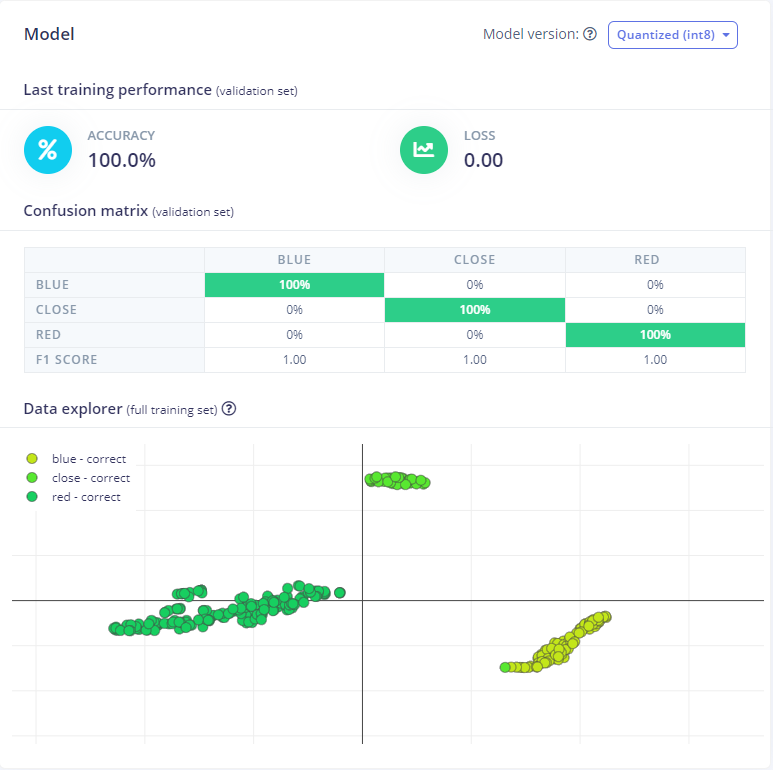 Model
Model version: Quantized (int8)
Last training performance (validation set)
% ACCURACY
100.0%
LOSS
0.00
Confusion matrix (validation set)
BLUE CLOSE RED
BLUE 100% 0% 0%
CLOSE 0% 100% 0%
RED 0% 0% 100%
F1 SCORE 1.00 1.00 1.00
Data explorer (full training set) ?
blue - correct
close - correct
red - correct